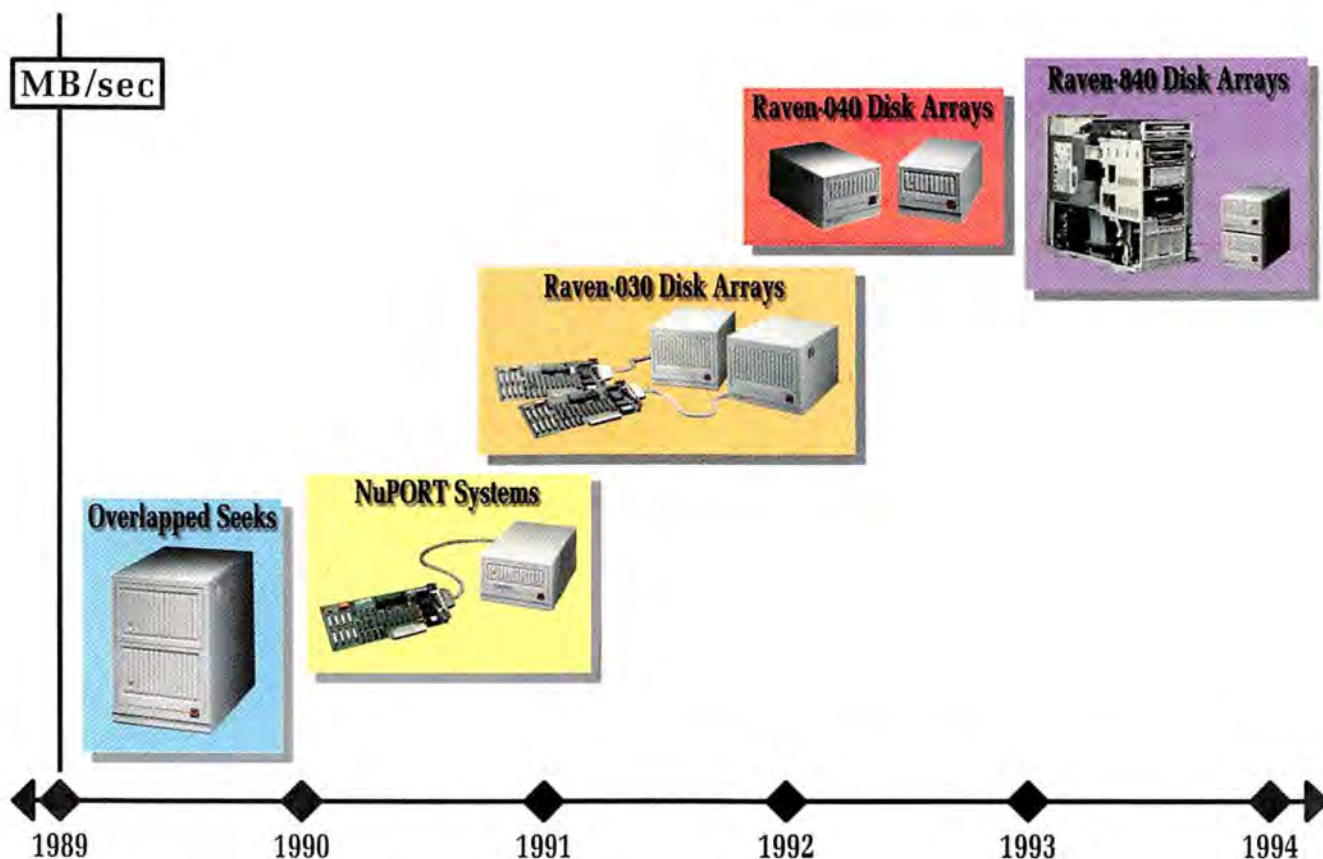 MB/sec
Raven-040 Disk Arrays
Raven-840 Disk Arrays
Raven-030 Disk Arrays
NuPORT Systems
Overlapped Seeks
1989
1990
1991
1992
1993
1994